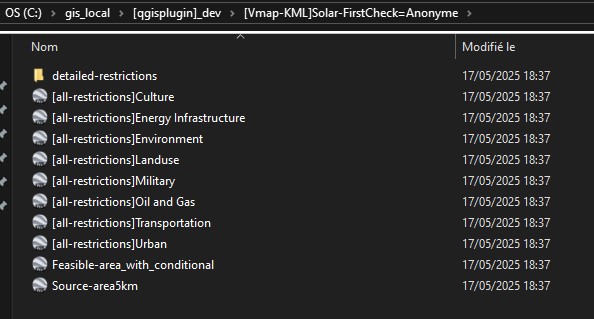 OS (C:) › gis_local › [qgisplugin]_dev › [Vmap-KML]Solar-FirstCheck=Anonyme ›
Nom Modifié le
detailed-restrictions 17/05/2025 18:37
[all-restrictions]Culture 17/05/2025 18:37
[all-restrictions]Energy Infrastructure 17/05/2025 18:37
[all-restrictions]Environment 17/05/2025 18:37
[all-restrictions]Landuse 17/05/2025 18:37
[all-restrictions]Military 17/05/2025 18:37
[all-restrictions]Oil and Gas 17/05/2025 18:37
[all-restrictions]Transportation 17/05/2025 18:37
[all-restrictions]Urban 17/05/2025 18:37
Feasible-area_with_conditional 17/05/2025 18:37
Source-area5km 17/05/2025 18:37